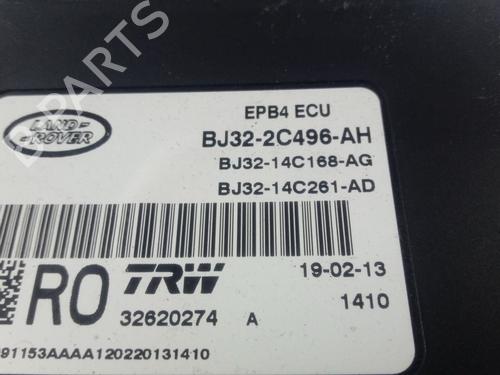 EPB4 ECU
LAND-
-ROVER
BJ32-2C496-AH
BJ32-14C168-AG
BJ32-14C261-AD
RO
TRW
19-02-13
32620274 A
1410
91153AAAA120220131410